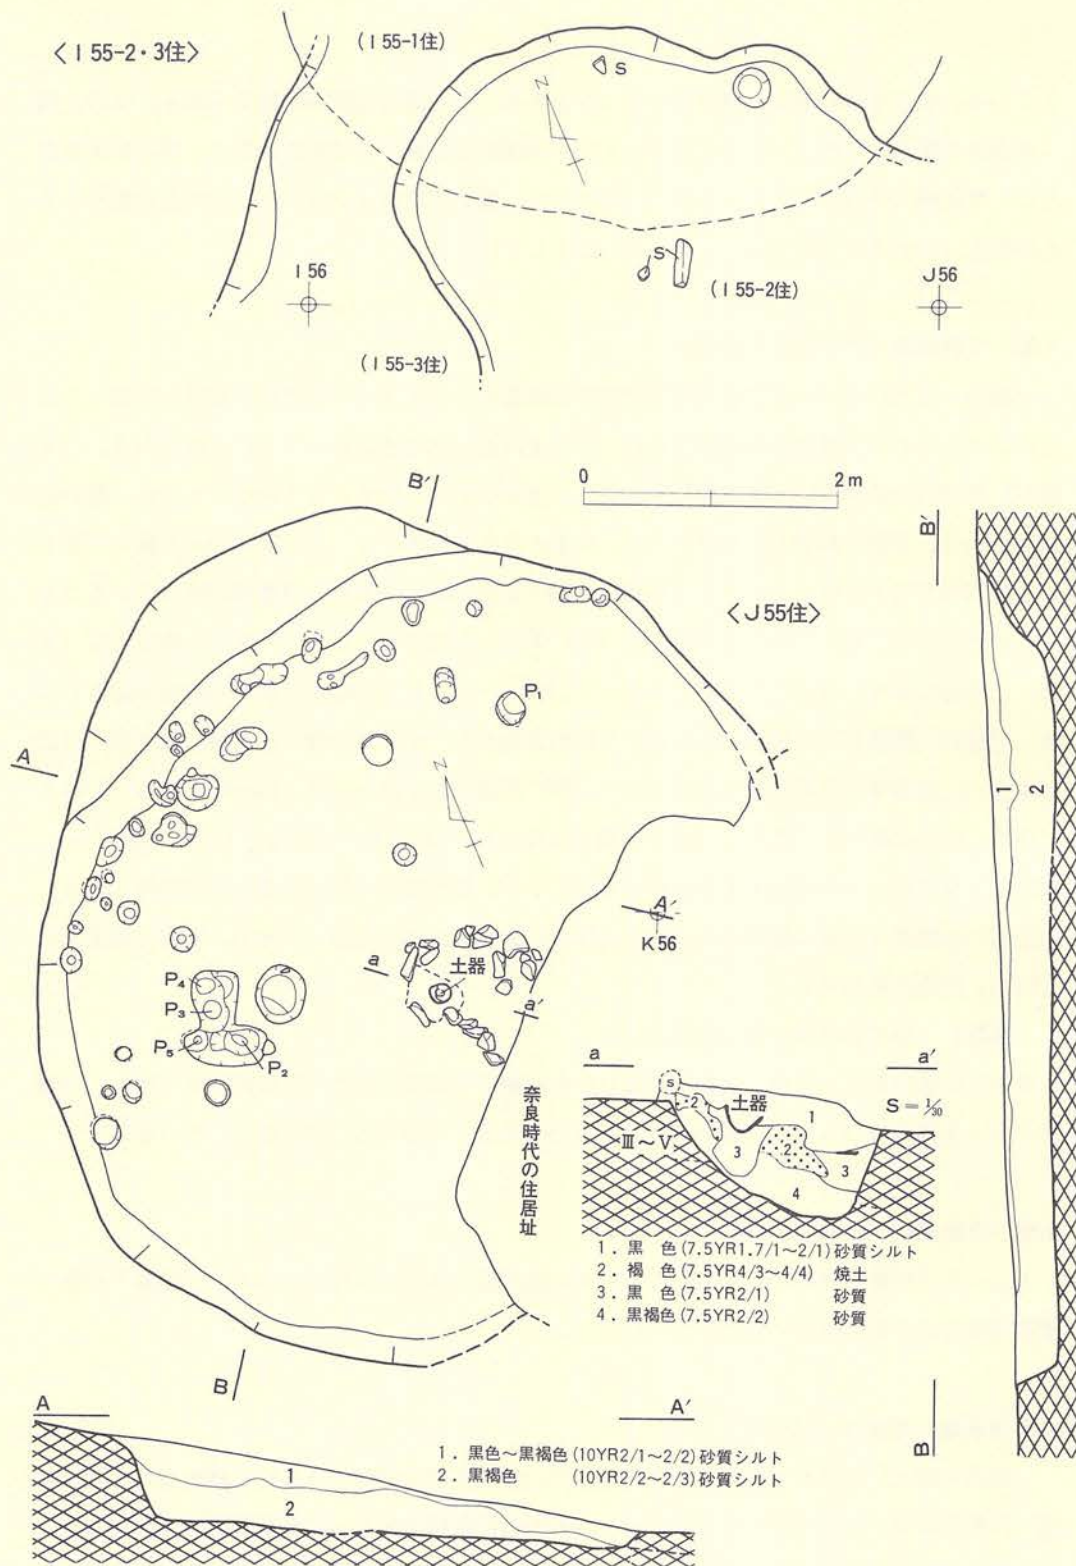 〈I 55-2・3住〉
(I 55-1住)
S
N
I 56
S
(I 55-2住)
J56
(I 55-3住)
0 2m
B'
B'
〈J55住〉
P₁
A
N
A'
K56
a
土器
a'
P₄
P₃
P₅
P₂
奈良時代の住居址
a a'
S
2
土器
1
S=1/30
Ⅲ～Ⅴ
3
2
3
4
1．黒 色(7.5YR1.7/1～2/1)砂質シルト
2．褐 色(7.5YR4/3～4/4) 焼土
3．黒 色(7.5YR2/1) 砂質
4．黒褐色(7.5YR2/2) 砂質
1
2
B
B
A A'
1．黒色～黒褐色(10YR2/1～2/2)砂質シルト
2．黒褐色 (10YR2/2～2/3)砂質シルト
1
2